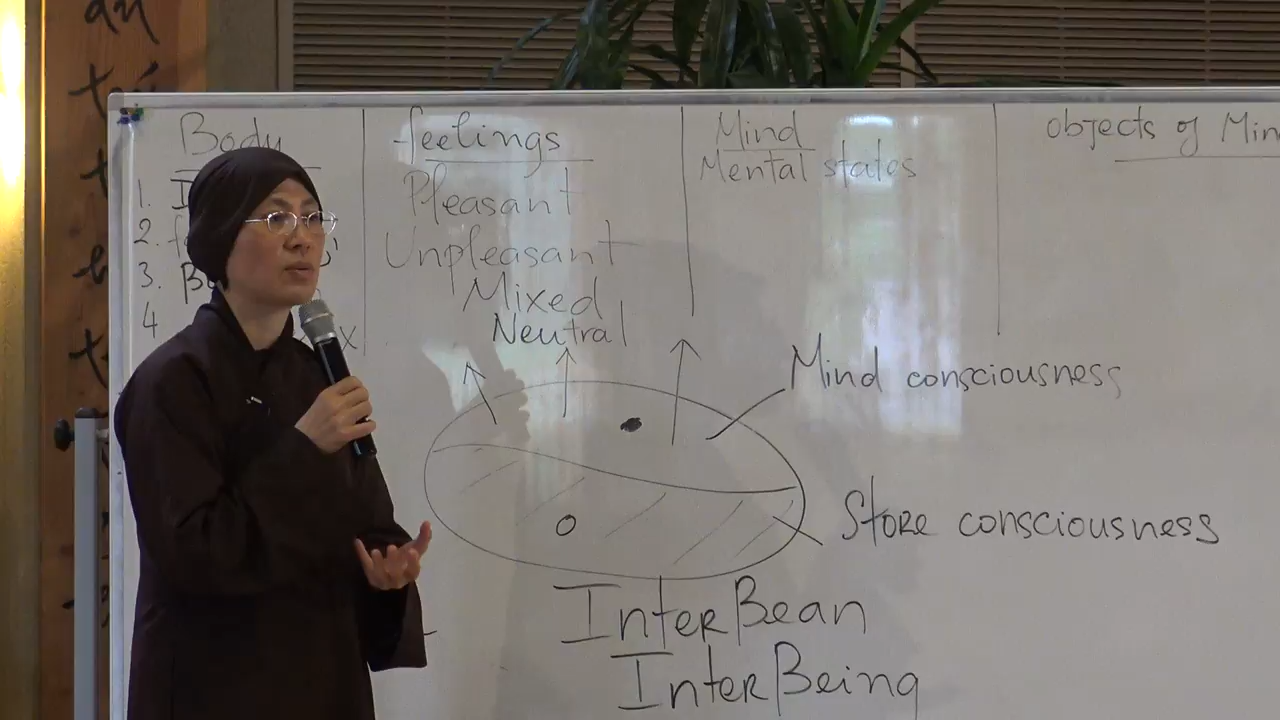 Body
1. I
2. f
3. B
4
feelings
Pleasant
Unpleasant
Mixed
Neutral
Mind
Mental states
objects of Min
Mind consciousness
Store consciousness
InterBean
InterBeing